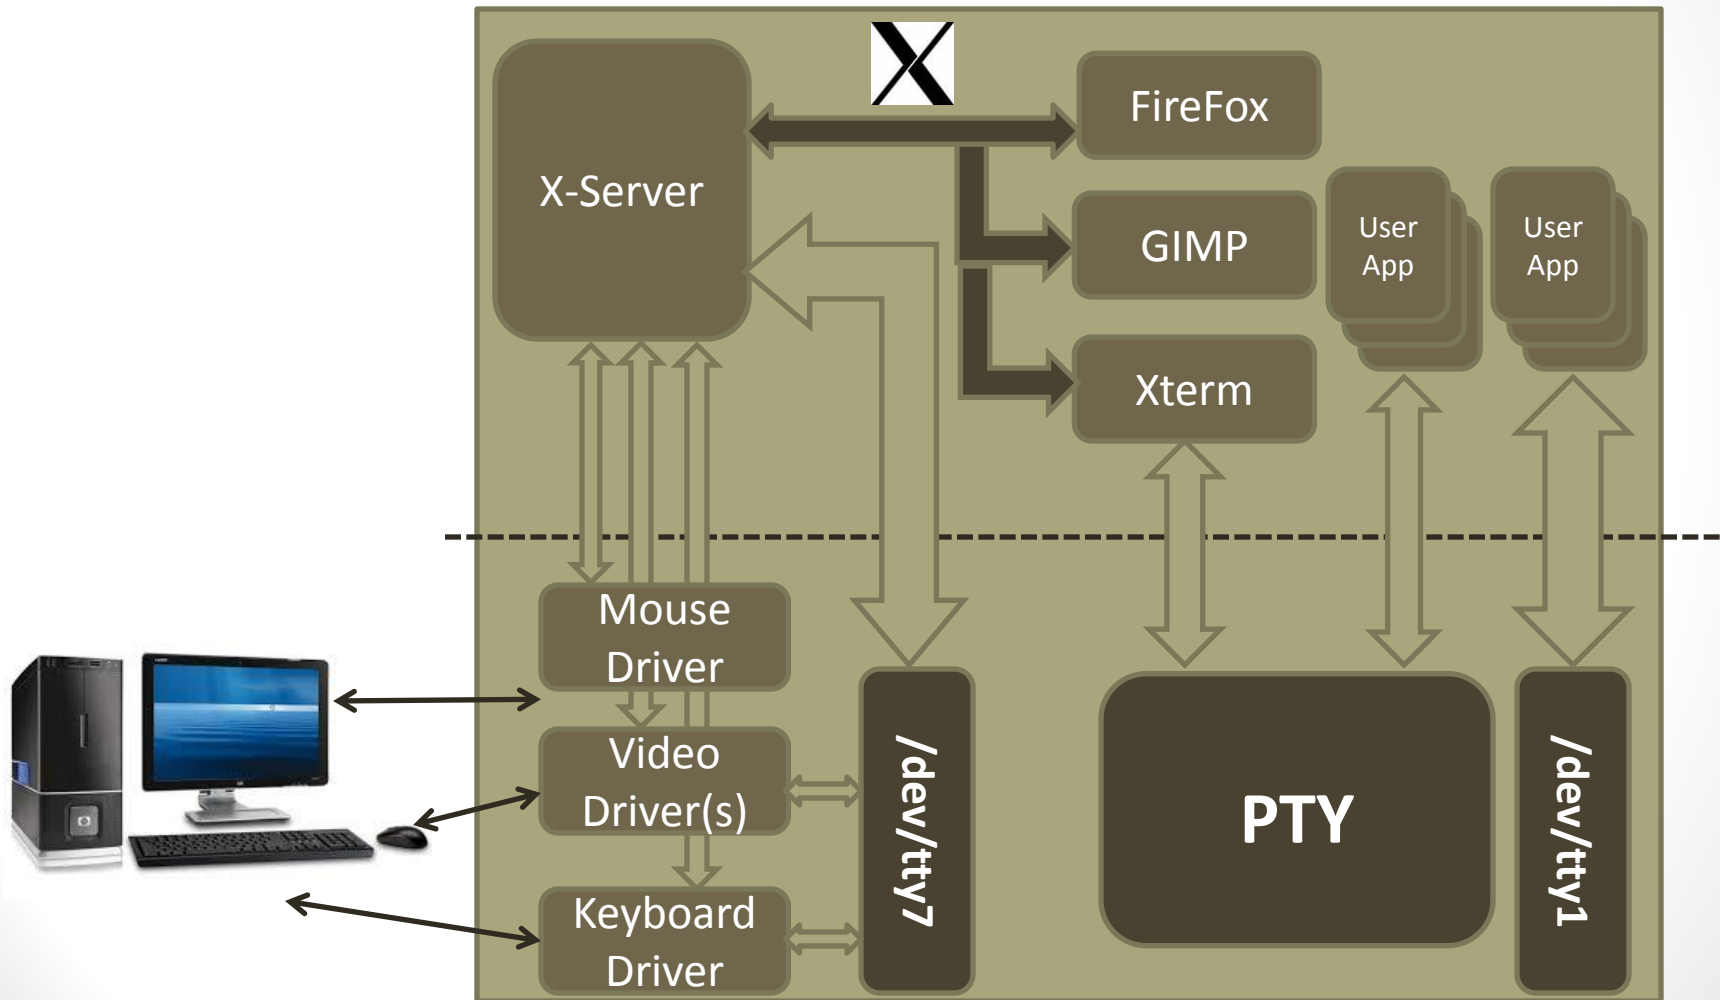 X-Server
FireFox
GIMP
Xterm
User
App
User
App
Mouse
Driver
Video
Driver(s)
Keyboard
Driver
/dev/tty7
PTY
/dev/tty1